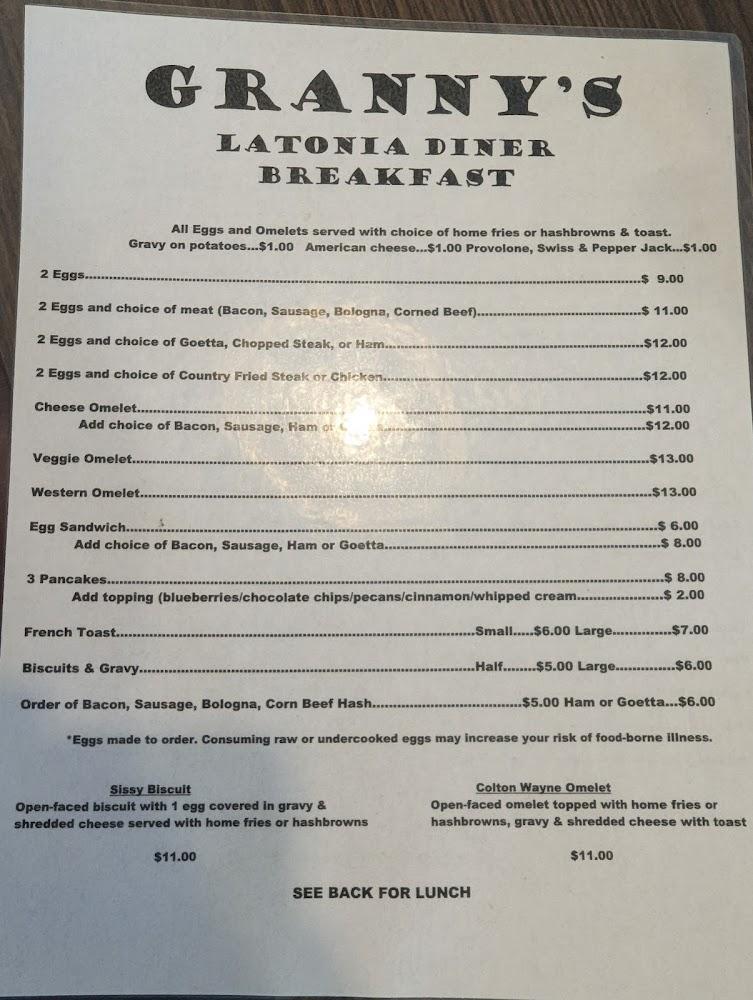 GRANNY'S
LATONIA DINER
BREAKFAST
All Eggs and Omelets served with choice of home fries or hashbrowns & toast.
Gravy on potatoes...$1.00 American cheese...$1.00 Provolone, Swiss & Pepper Jack...$1.00
2 Eggs........$ 9.00
2 Eggs and choice of meat (Bacon, Sausage, Bologna, Corned Beef)........$ 11.00
2 Eggs and choice of Goetta, Chopped Steak, or Ham........$12.00
2 Eggs and choice of Country Fried Steak or Chicken........$12.00
Cheese Omelet........$11.00
Add choice of Bacon, Sausage, Ham or ........$12.00
Veggie Omelet........$13.00
Western Omelet........$13.00
Egg Sandwich........$ 6.00
Add choice of Bacon, Sausage, Ham or Goetta........$ 8.00
3 Pancakes........$ 8.00
Add topping (blueberries/chocolate chips/pecans/cinnamon/whipped cream........$ 2.00
French Toast........Small.....$6.00 Large........$7.00
Biscuits & Gravy........Half........$5.00 Large........$6.00
Order of Bacon, Sausage, Bologna, Corn Beef Hash........$5.00 Ham or Goetta...$6.00
*Eggs made to order. Consuming raw or undercooked eggs may increase your risk of food-borne illness.
Sissy Biscuit
Open-faced biscuit with 1 egg covered in gravy &
shredded cheese served with home fries or hashbrowns
$11.00
Colton Wayne Omelet
Open-faced omelet topped with home fries or
hashbrowns, gravy & shredded cheese with toast
$11.00
SEE BACK FOR LUNCH